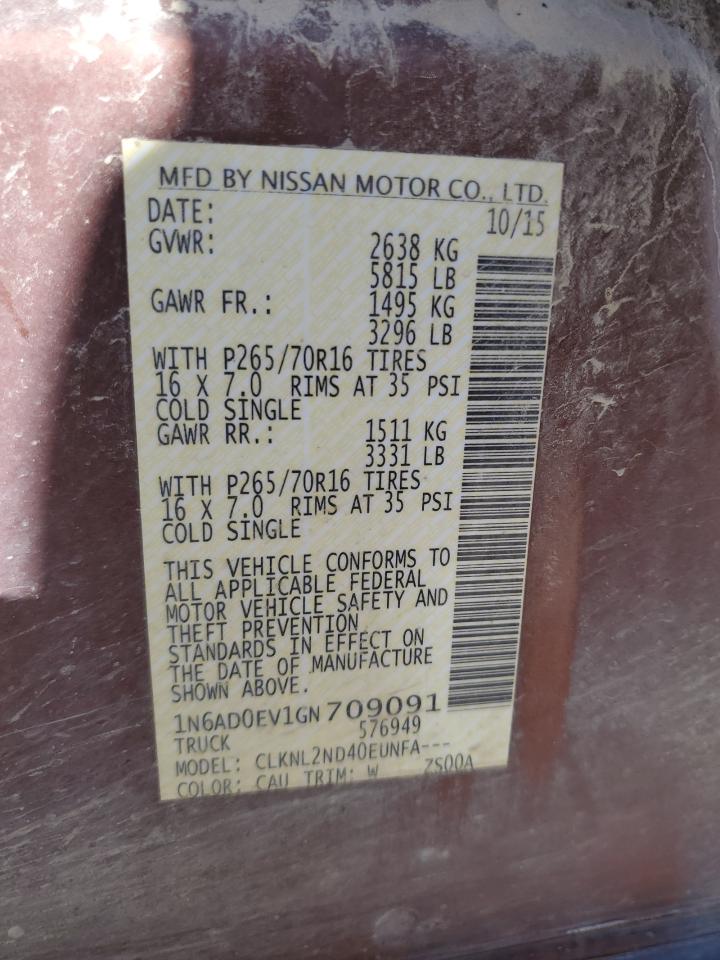 MFD BY NISSAN MOTOR CO., LTD.
DATE: 10/15
GVWR: 2638 KG
5815 LB
GAWR FR.: 1495 KG
3296 LB
WITH P265/70R16 TIRES
16 X 7.0 RIMS AT 35 PSI
COLD SINGLE
GAWR RR.: 1511 KG
3331 LB
WITH P265/70R16 TIRES
16 X 7.0 RIMS AT 35 PSI
COLD SINGLE
THIS VEHICLE CONFORMS TO
ALL APPLICABLE FEDERAL
MOTOR VEHICLE SAFETY AND
THEFT PREVENTION
STANDARDS IN EFFECT ON
THE DATE OF MANUFACTURE
SHOWN ABOVE.
1N6AD0EV1GN709091
TRUCK 576949
MODEL: CLKNL2ND40EUNFA---
COLOR: CAU TRIM: W ZS00A